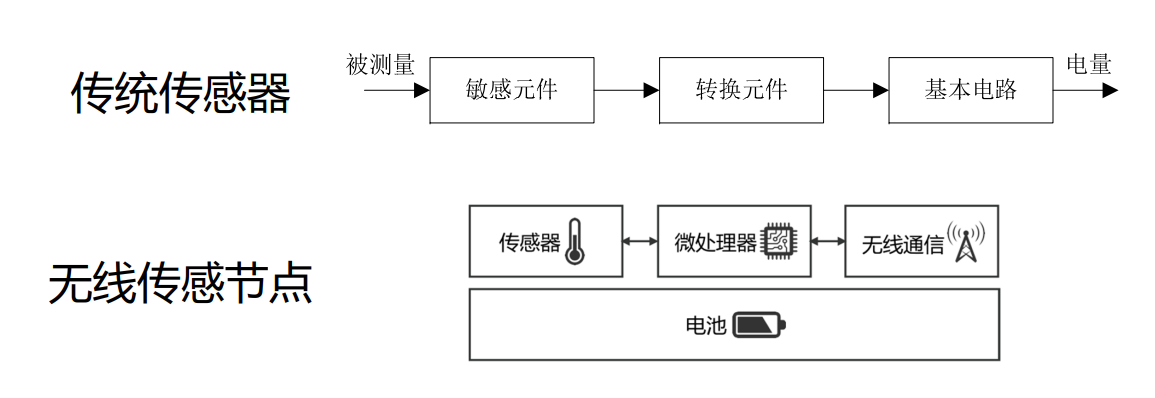 被测量
电量
传统传感器
敏感元件
转换元件
基本电路
传感器
微处理器
无线通信
无线传感节点
电池